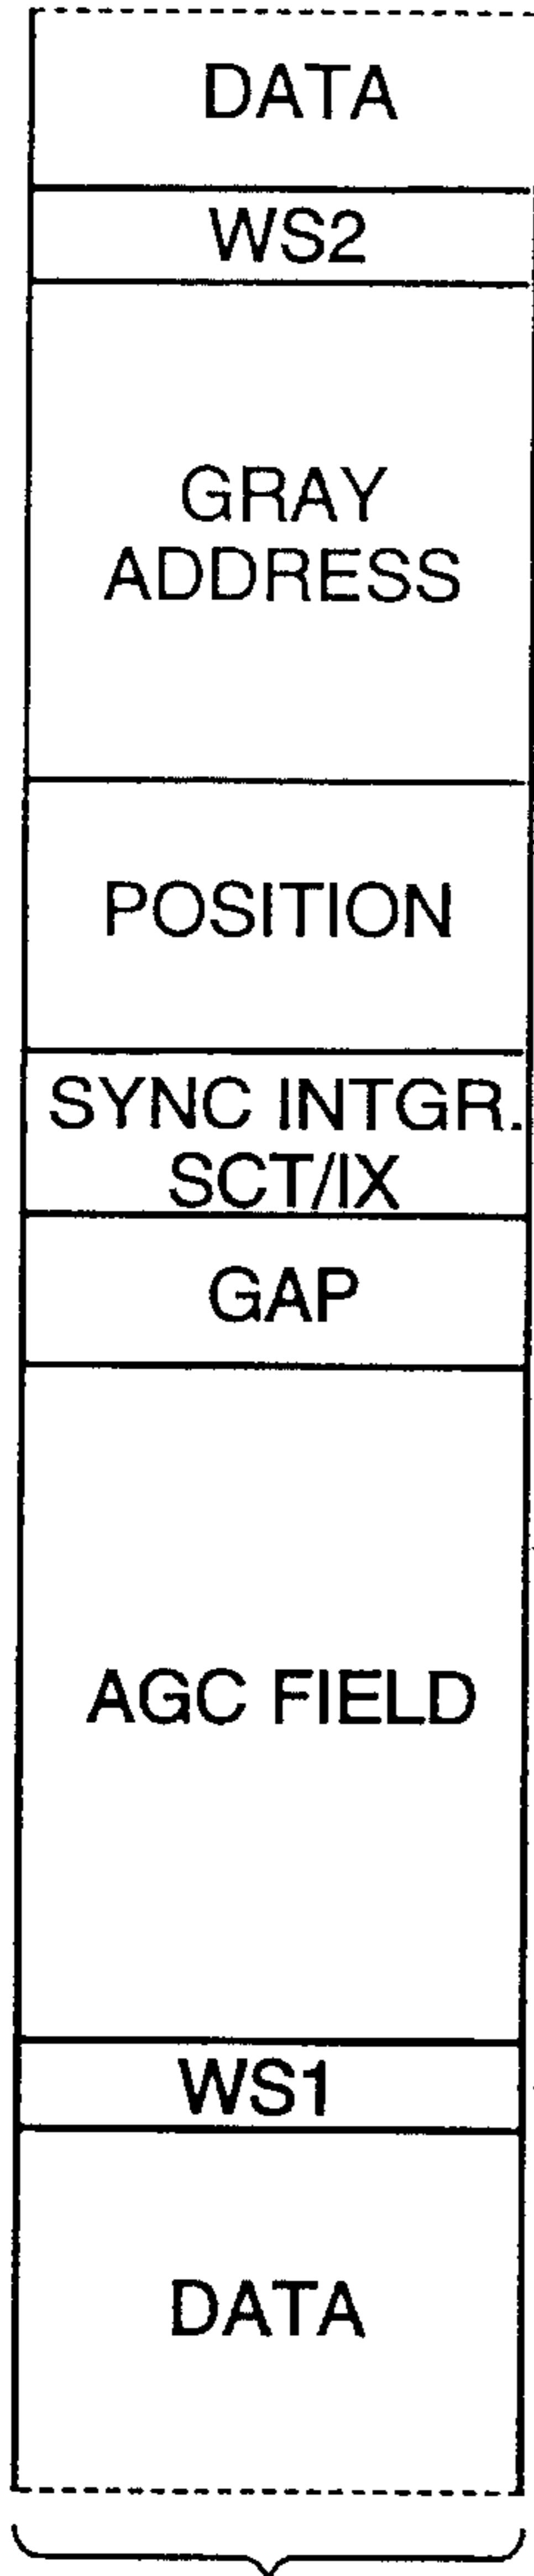 DATA
WS2
GRAY
ADDRESS
POSITION
SYNC INTGR.
SCT/IX
GAP
AGC FIELD
WS1
DATA